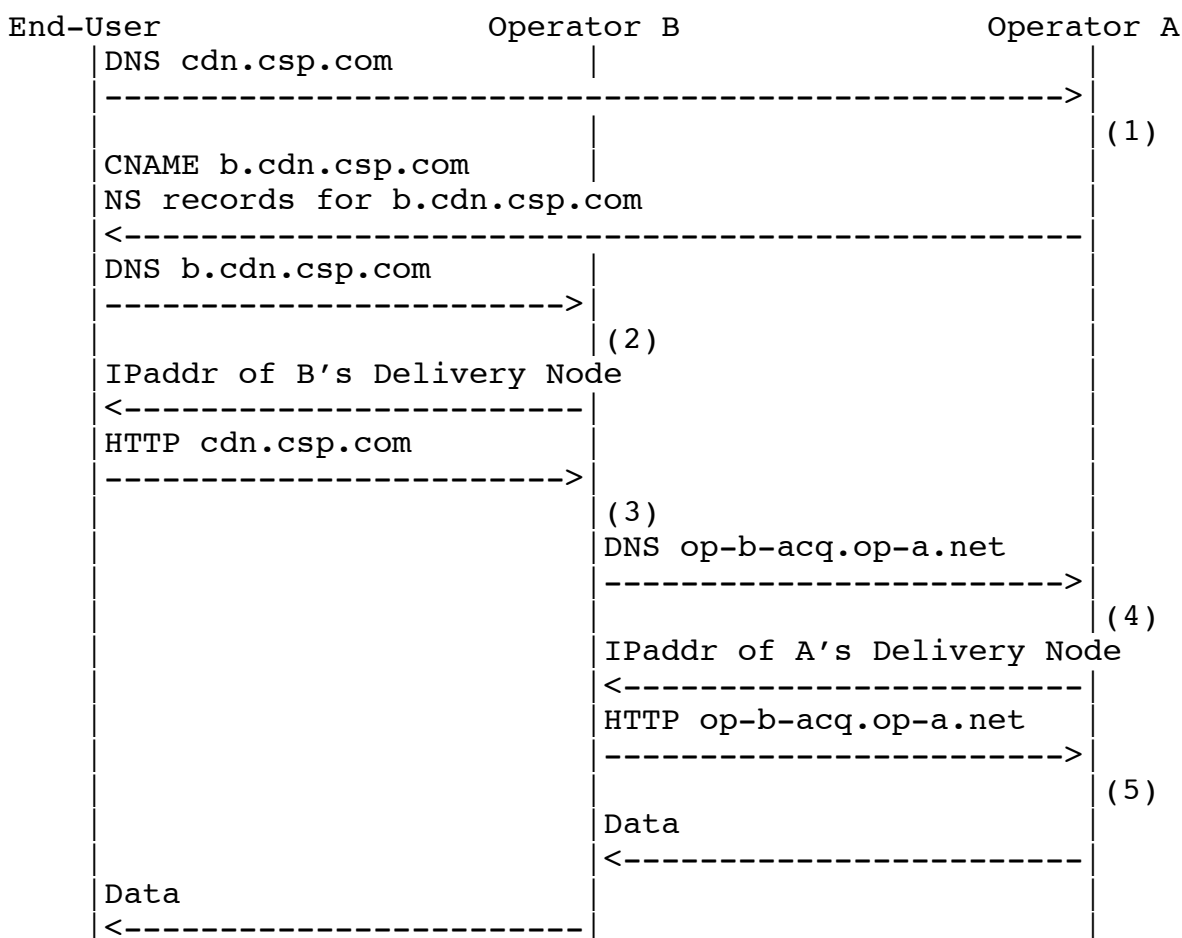 End-User Operator B Operator A
DNS cdn.csp.com
(1)
CNAME b.cdn.csp.com
NS records for b.cdn.csp.com
DNS b.cdn.csp.com
(2)
IPaddr of B's Delivery Node
HTTP cdn.csp.com
(3)
DNS op-b-acq.op-a.net
(4)
IPaddr of A's Delivery Node
HTTP op-b-acq.op-a.net
(5)
Data
Data